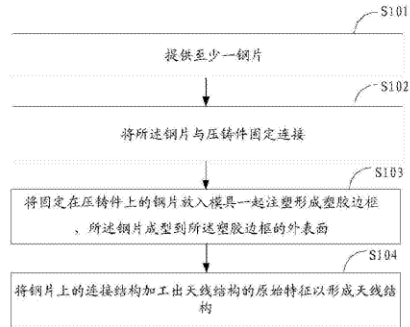 S101
提供至少一钢片
S102
将所述钢片与压铸件固定连接
S103
将固定在压铸件上的钢片放入模具一起注塑形成塑胶边框
、所述钢片成型到所述塑胶边框的外表面
S104
将钢片上的连接结构加工出天线结构的原始特征以形成天线结
构